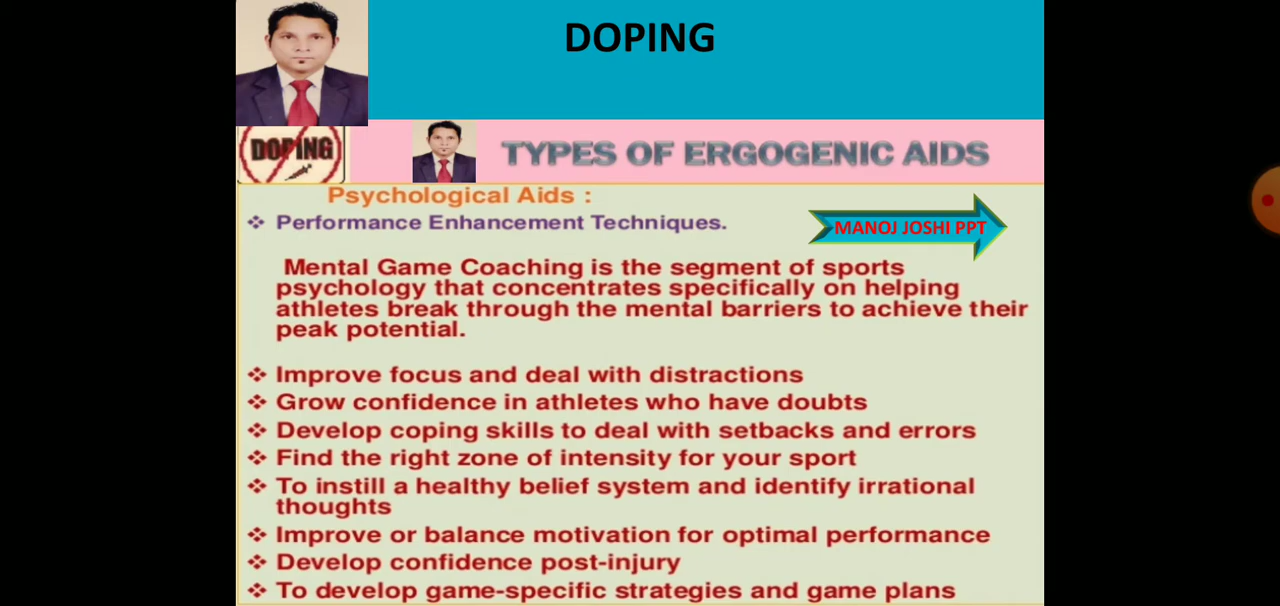 DOPING
DOPING
TYPES OF ERGOGENIC AIDS
Psychological Aids :
❖ Performance Enhancement Techniques.
MANOJ JOSHI PPT
Mental Game Coaching is the segment of sports
psychology that concentrates specifically on helping
athletes break through the mental barriers to achieve their
peak potential.
❖ Improve focus and deal with distractions
❖ Grow confidence in athletes who have doubts
❖ Develop coping skills to deal with setbacks and errors
❖ Find the right zone of intensity for your sport
❖ To instill a healthy belief system and identify irrational
thoughts
❖ Improve or balance motivation for optimal performance
❖ Develop confidence post-injury
❖ To develop game-specific strategies and game plans